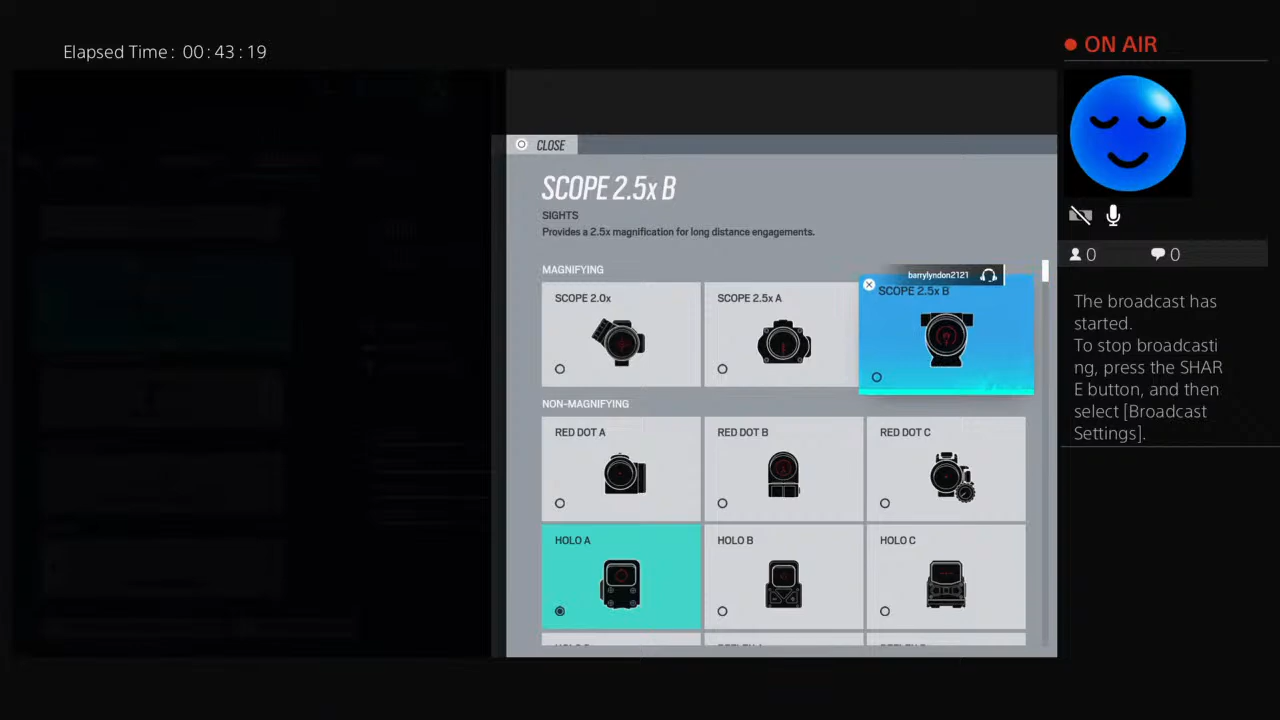 Elapsed Time: 00:43:19
ON AIR
CLOSE
SCOPE 2.5x B
SIGHTS
Provides a 2.5x magnification for long distance engagements.
MAGNIFYING
barrylyndon2121
SCOPE 2.0x
SCOPE 2.5x A
SCOPE 2.5x B
NON-MAGNIFYING
RED DOT A
RED DOT B
RED DOT C
HOLO A
HOLO B
HOLO C
0
0
The broadcast has
started.
To stop broadcasti
ng, press the SHAR
E button, and then
select [Broadcast
Settings].